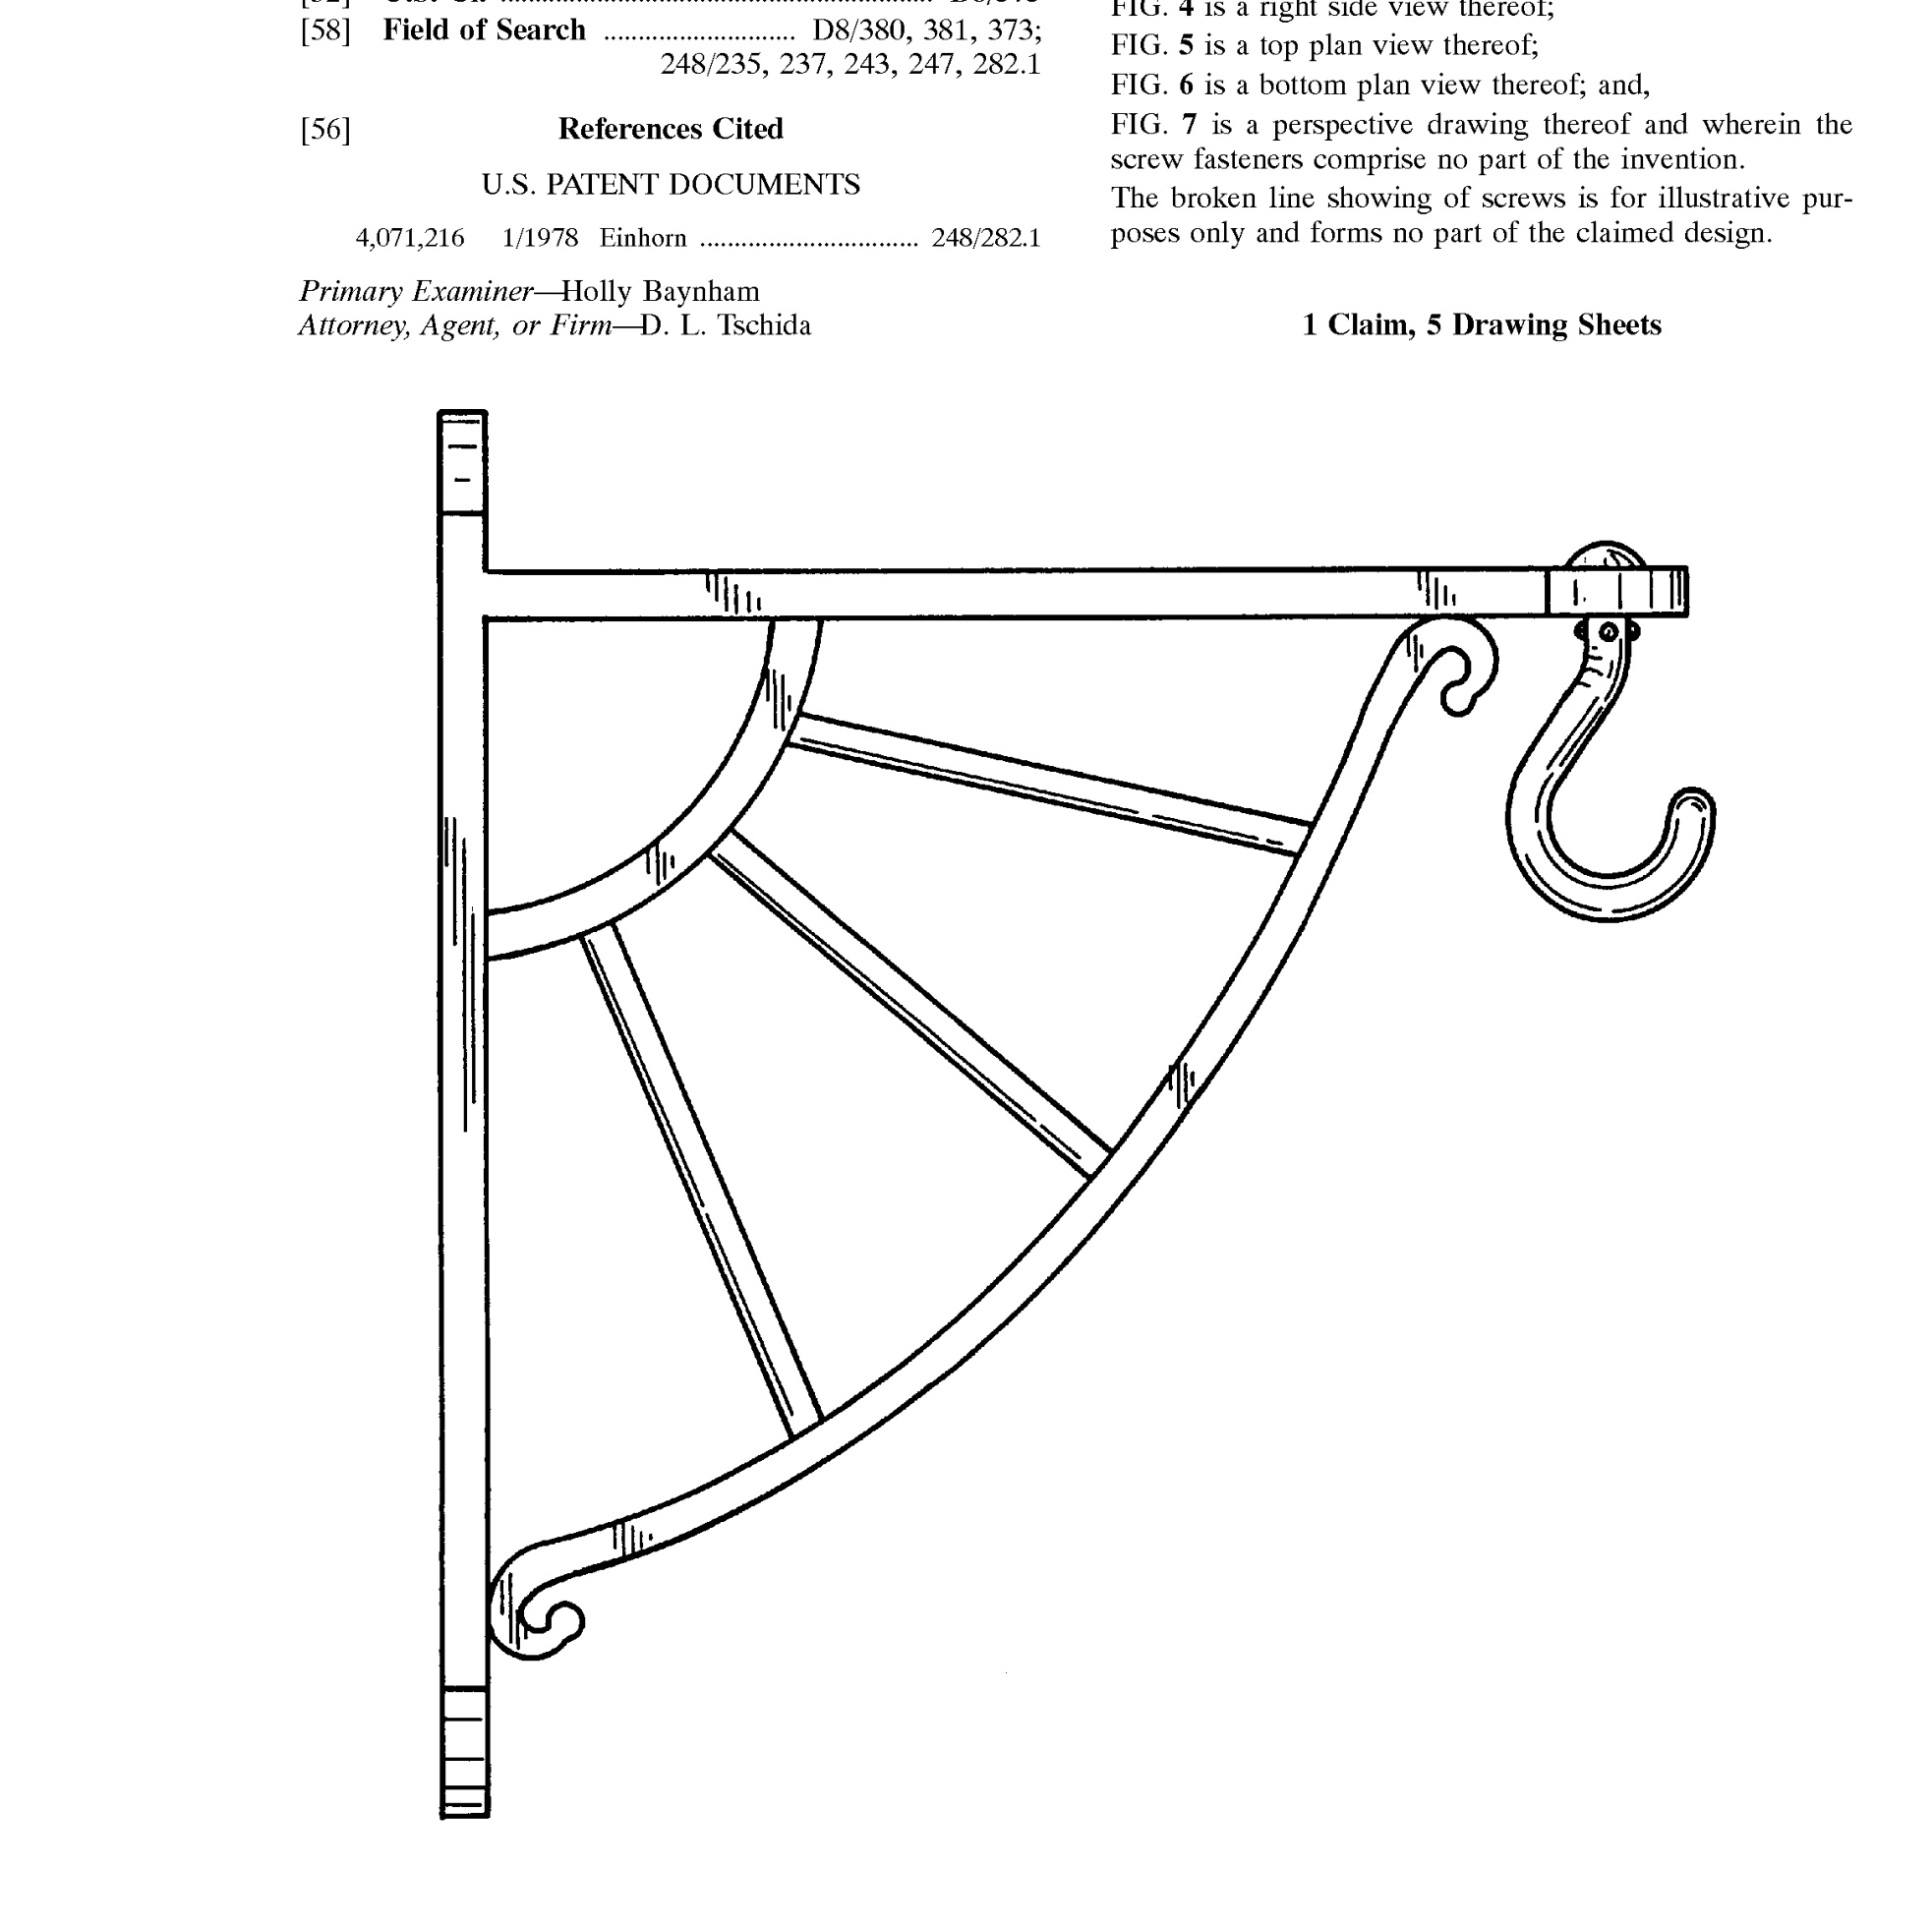 [58] Field of Search ............................ D8/380, 381, 373;
248/235, 237, 243, 247, 282.1
[56] References Cited
U.S. PATENT DOCUMENTS
4,071,216 1/1978 Einhorn ................................ 248/282.1
Primary Examiner—Holly Baynham
Attorney, Agent, or Firm—D. L. Tschida
FIG. 4 is a right side view thereof;
FIG. 5 is a top plan view thereof;
FIG. 6 is a bottom plan view thereof; and,
FIG. 7 is a perspective drawing thereof and wherein the
screw fasteners comprise no part of the invention.
The broken line showing of screws is for illustrative pur-
poses only and forms no part of the claimed design.
1 Claim, 5 Drawing Sheets